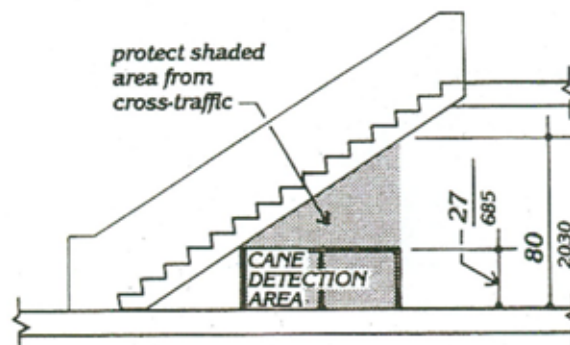 protect shaded
area from
cross-traffic
CANE
DETECTION
AREA
27
685
80
2030